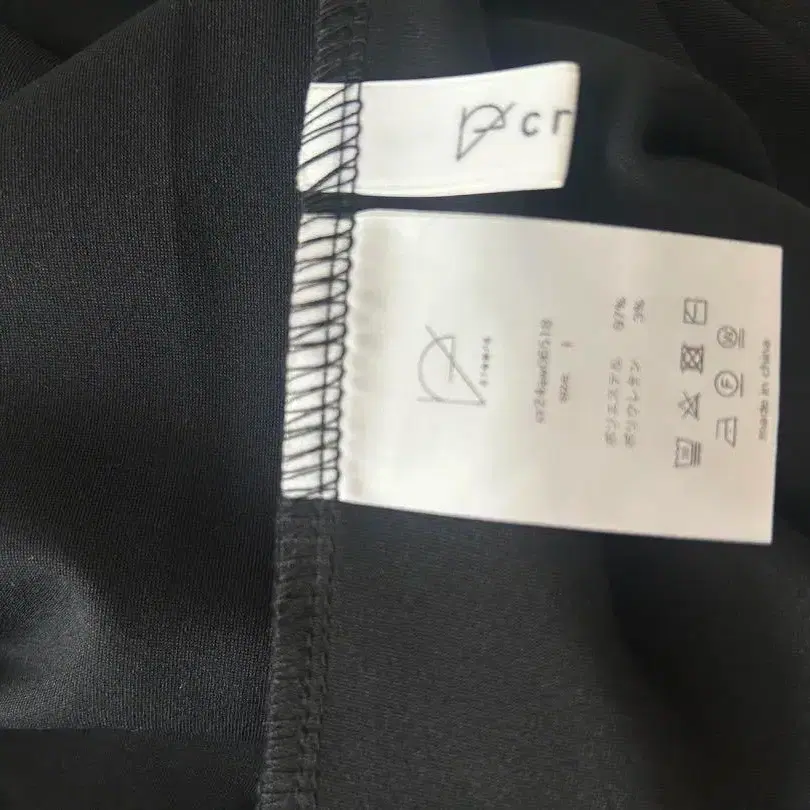 cr
size 1
ポリエステル 97%
ポリウレタン 3%
W
F
made in china